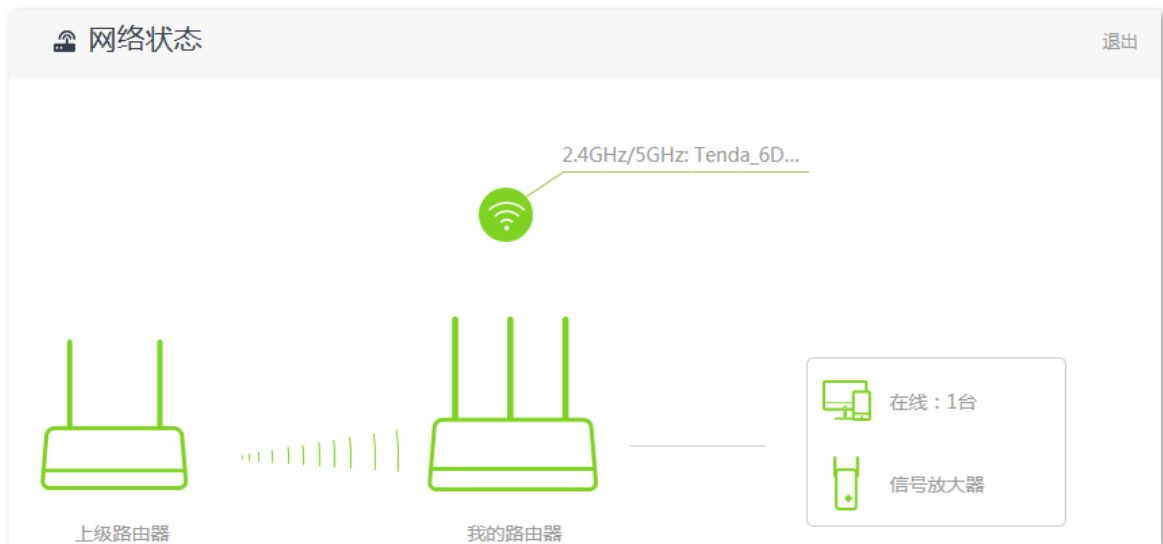 网络状态
退出
2.4GHz/5GHz: Tenda_6D...
在线：1台
信号放大器
上级路由器
我的路由器